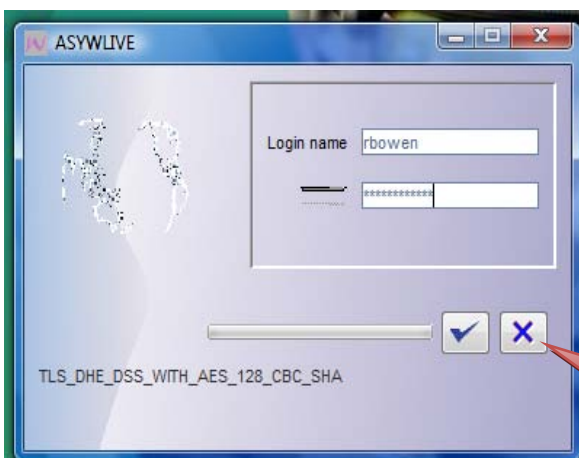 ASYWLIVE
Login name rbowen
************
TLS_DHE_DSS_WITH_AES_128_CBC_SHA